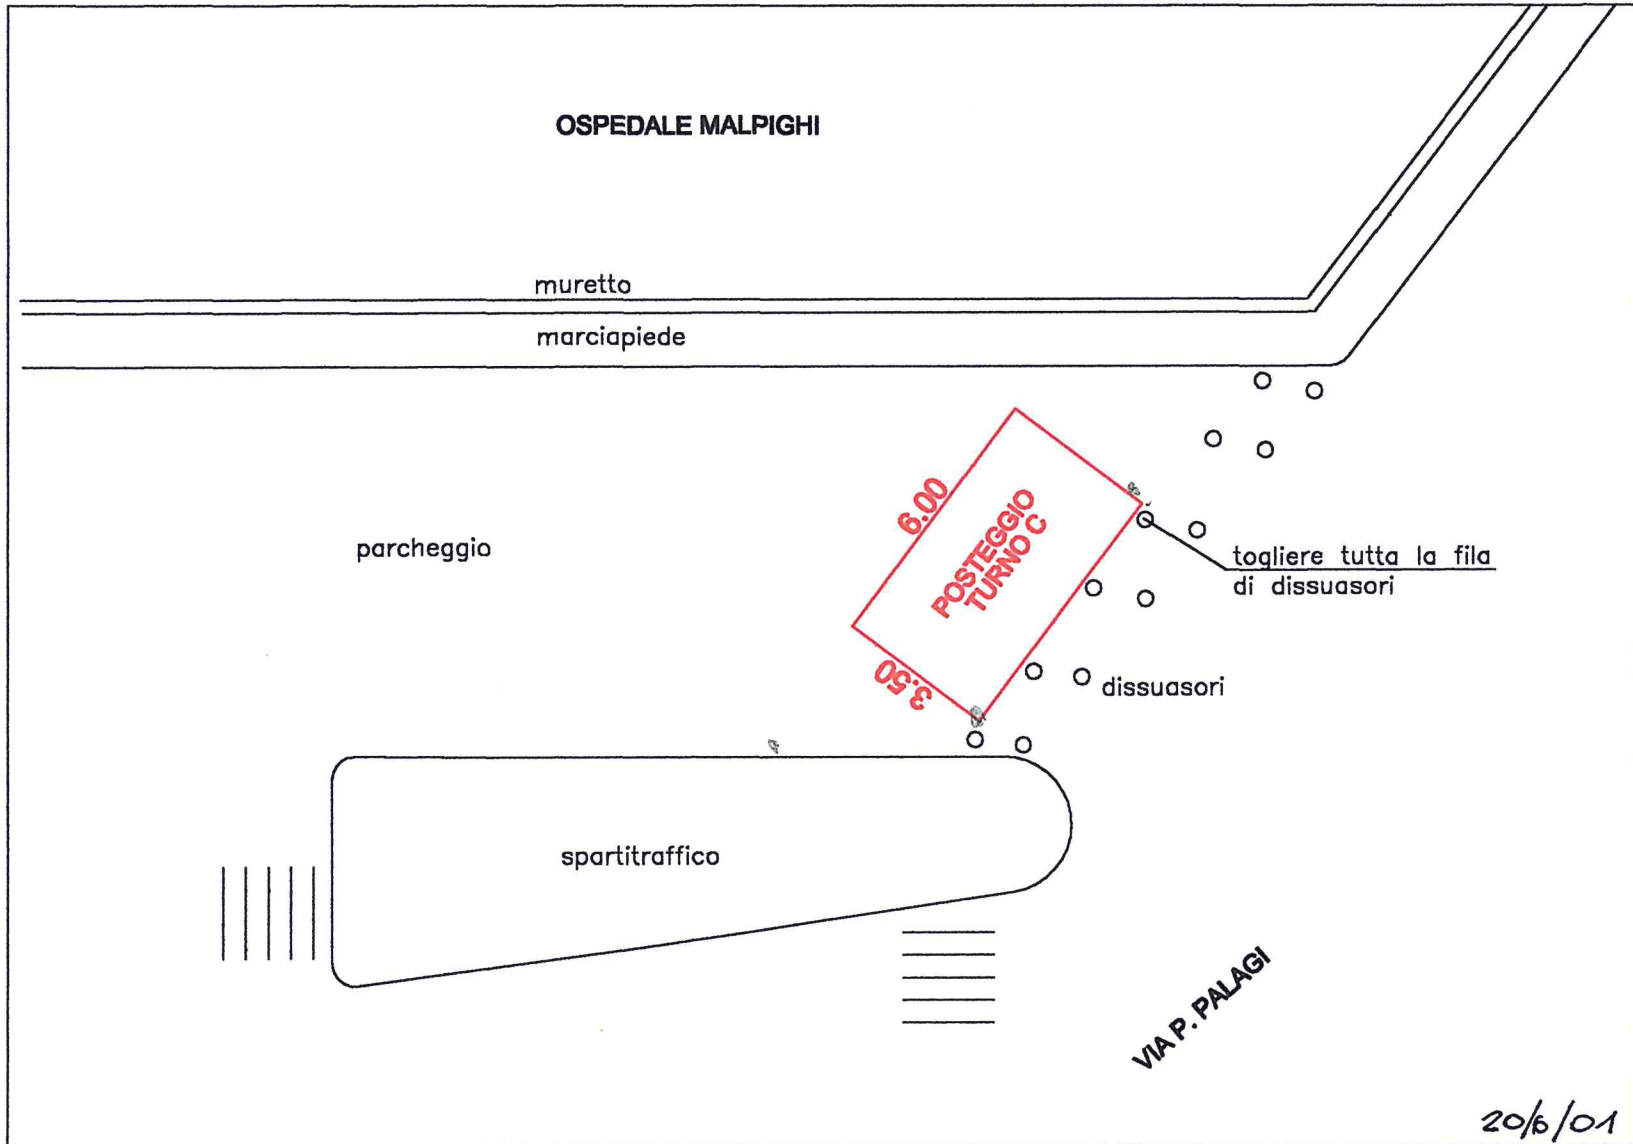 OSPEDALE MALPIGHI
muretto
marciapiede
6.00
POSTEGGIO
TURNO C
parcheggio
togliere tutta la fila
di dissuasori
3.50
dissuasori
spartitraffico
VIA P. PALAGI
20/6/01